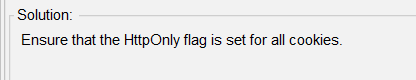 Solution:
Ensure that the HttpOnly flag is set for all cookies.